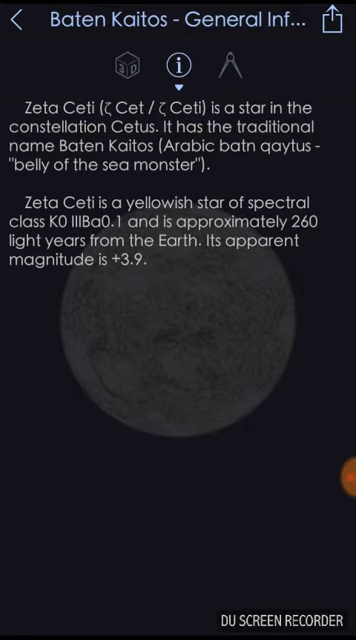 Baten Kaitos - General Inf...
3D
Zeta Ceti (ζ Cet / ζ Ceti) is a star in the
constellation Cetus. It has the traditional
name Baten Kaitos (Arabic batn qaytus -
"belly of the sea monster").
Zeta Ceti is a yellowish star of spectral
class K0 IIIBa0.1 and is approximately 260
light years from the Earth. Its apparent
magnitude is +3.9.
DU SCREEN RECORDER